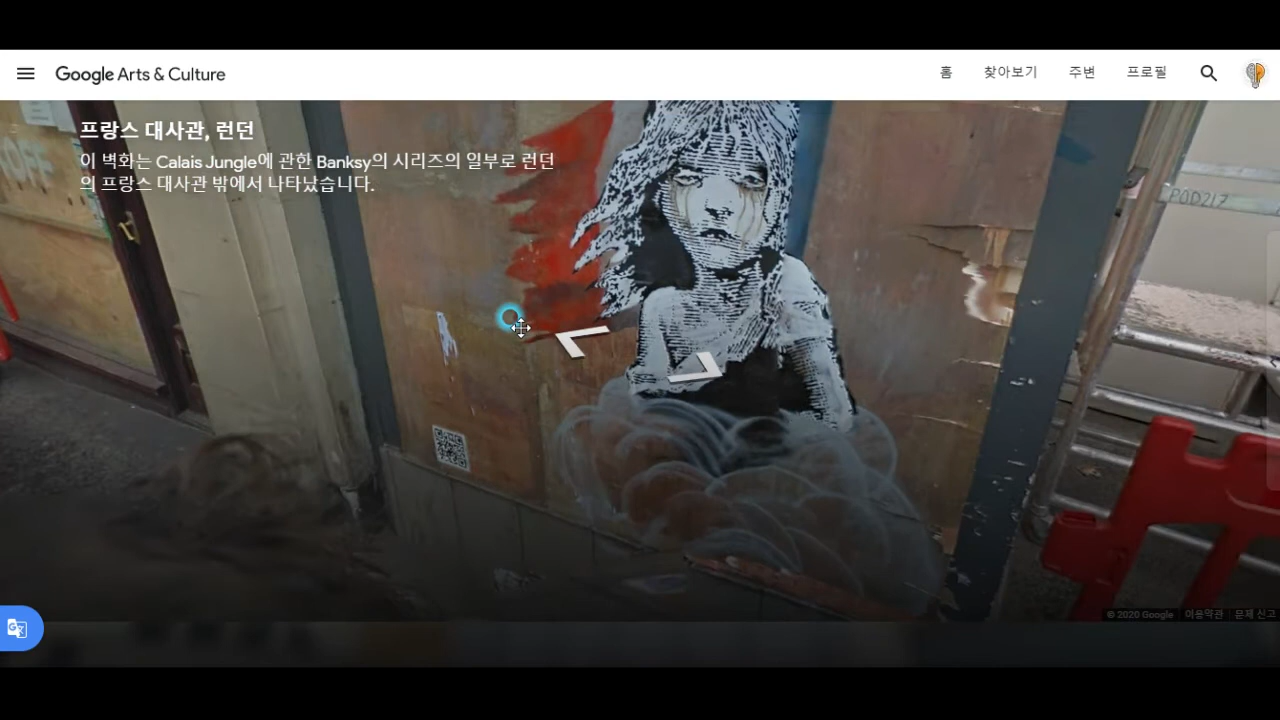 Google Arts & Culture
홈
찾아보기
주변
프로필
프랑스 대사관, 런던
이 벽화는 Calais Jungle에 관한 Banksy의 시리즈의 일부로 런던
의 프랑스 대사관 밖에서 나타났습니다.
POD217
© 2020 Google
이용약관
문제 신고